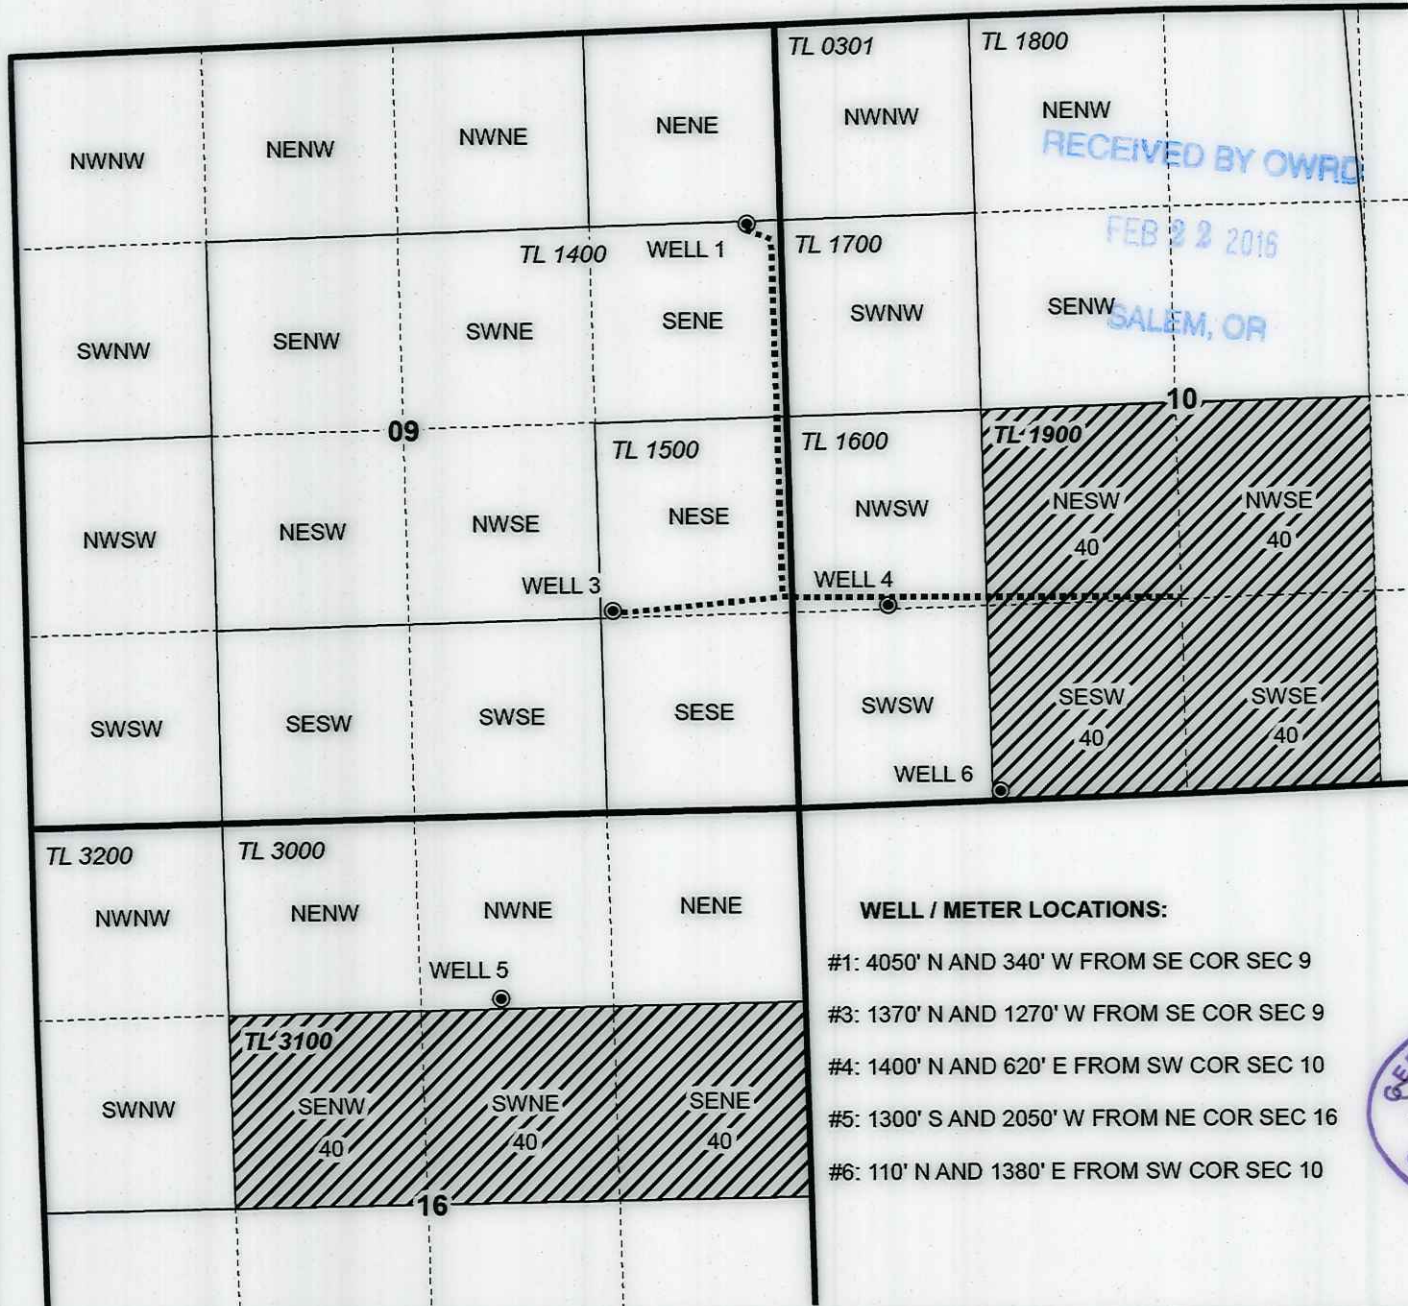 TL 0301
TL 1800
NWNW
NENW
NWNE
NENE
NWNW
NENW
RECEIVED BY OWRD
FEB 22 2016
SALEM, OR
TL 1400
WELL 1
TL 1700
SWNW
SENW
SWNE
SENE
SWNW
SENW
09
10
TL 1500
TL 1600
TL 1900
NWSW
NESW
NWSE
NESE
NWSW
NESW
40
NWSE
40
WELL 3
WELL 4
SWSW
SESW
SWSE
SESE
SWSW
SESW
40
SWSE
40
WELL 6
TL 3200
TL 3000
NWNW
NENW
NWNE
NENE
WELL 5
TL 3100
SWNW
SENW
40
SWNE
40
SENE
40
16
WELL / METER LOCATIONS:
#1: 4050' N AND 340' W FROM SE COR SEC 9
#3: 1370' N AND 1270' W FROM SE COR SEC 9
#4: 1400' N AND 620' E FROM SW COR SEC 10
#5: 1300' S AND 2050' W FROM NE COR SEC 16
#6: 110' N AND 1380' E FROM SW COR SEC 10